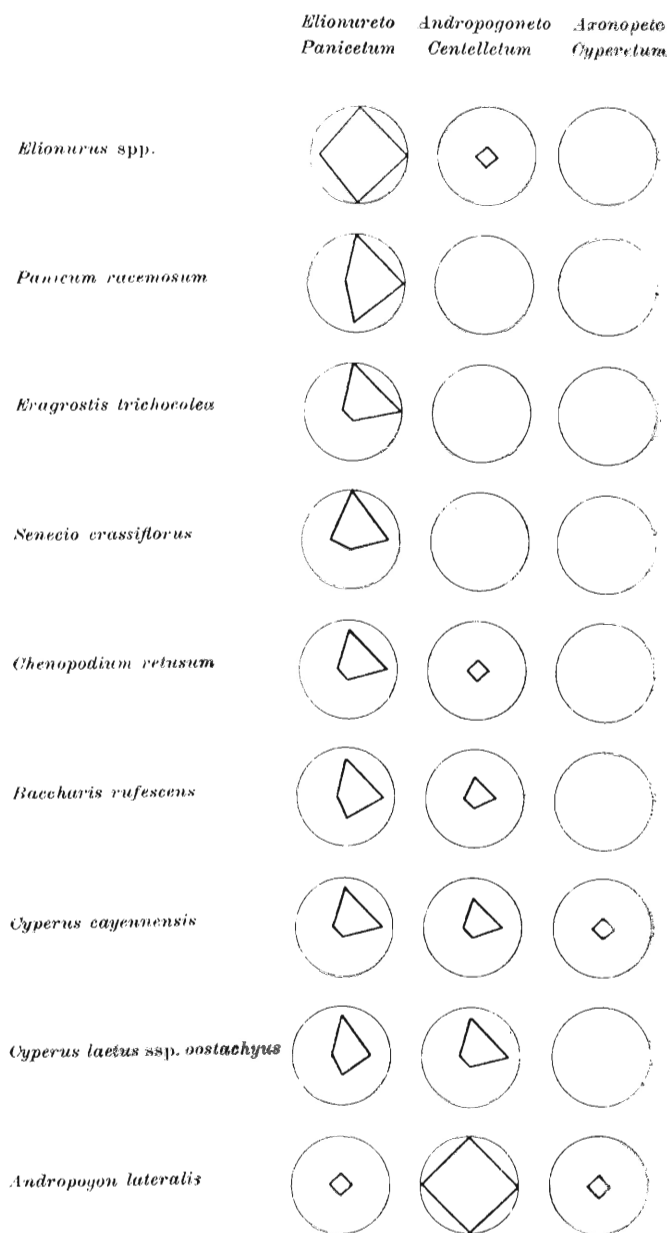 Elionureto Andropogoneto Axonopeto
Panicetum Centelletum Cyperetum
Elionurus spp.
Panicum racemosum
Eragrostis trichocolea
Senecio crassiflorus
Chenopodium retusum
Baccharis rufescens
Cyperus cayennensis
Cyperus laetus ssp. oostachyus
Andropogon lateralis